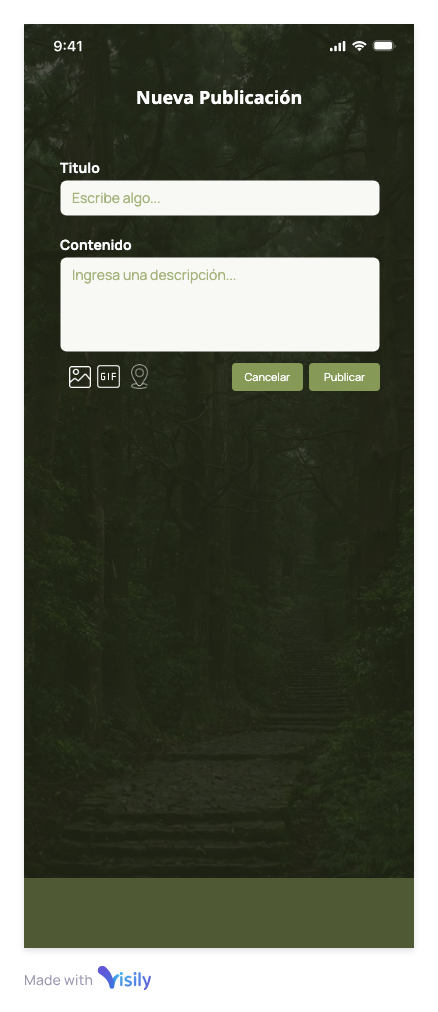 9:41
Nueva Publicación
Titulo
Escribe algo...
Contenido
Ingresa una descripción...
GIF
Cancelar
Publicar
Made with Visily